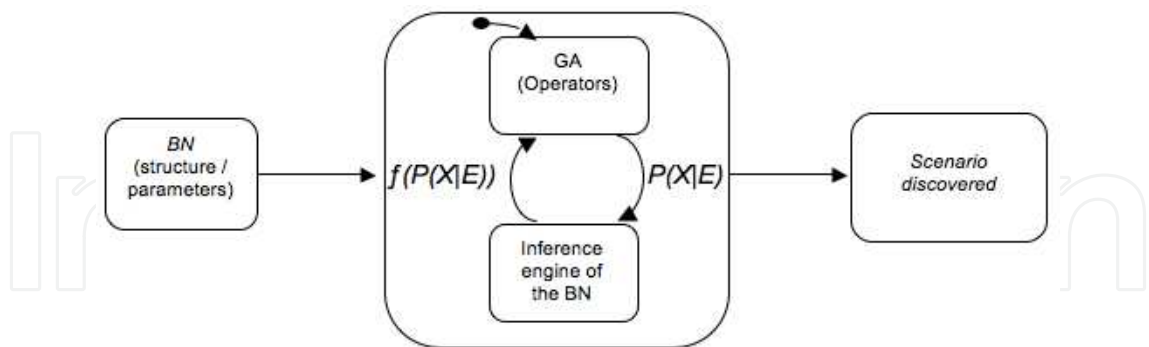 BN
(structure /
parameters)
f(P(X|E))
GA
(Operators)
P(X|E)
Inference
engine of
the BN
Scenario
discovered